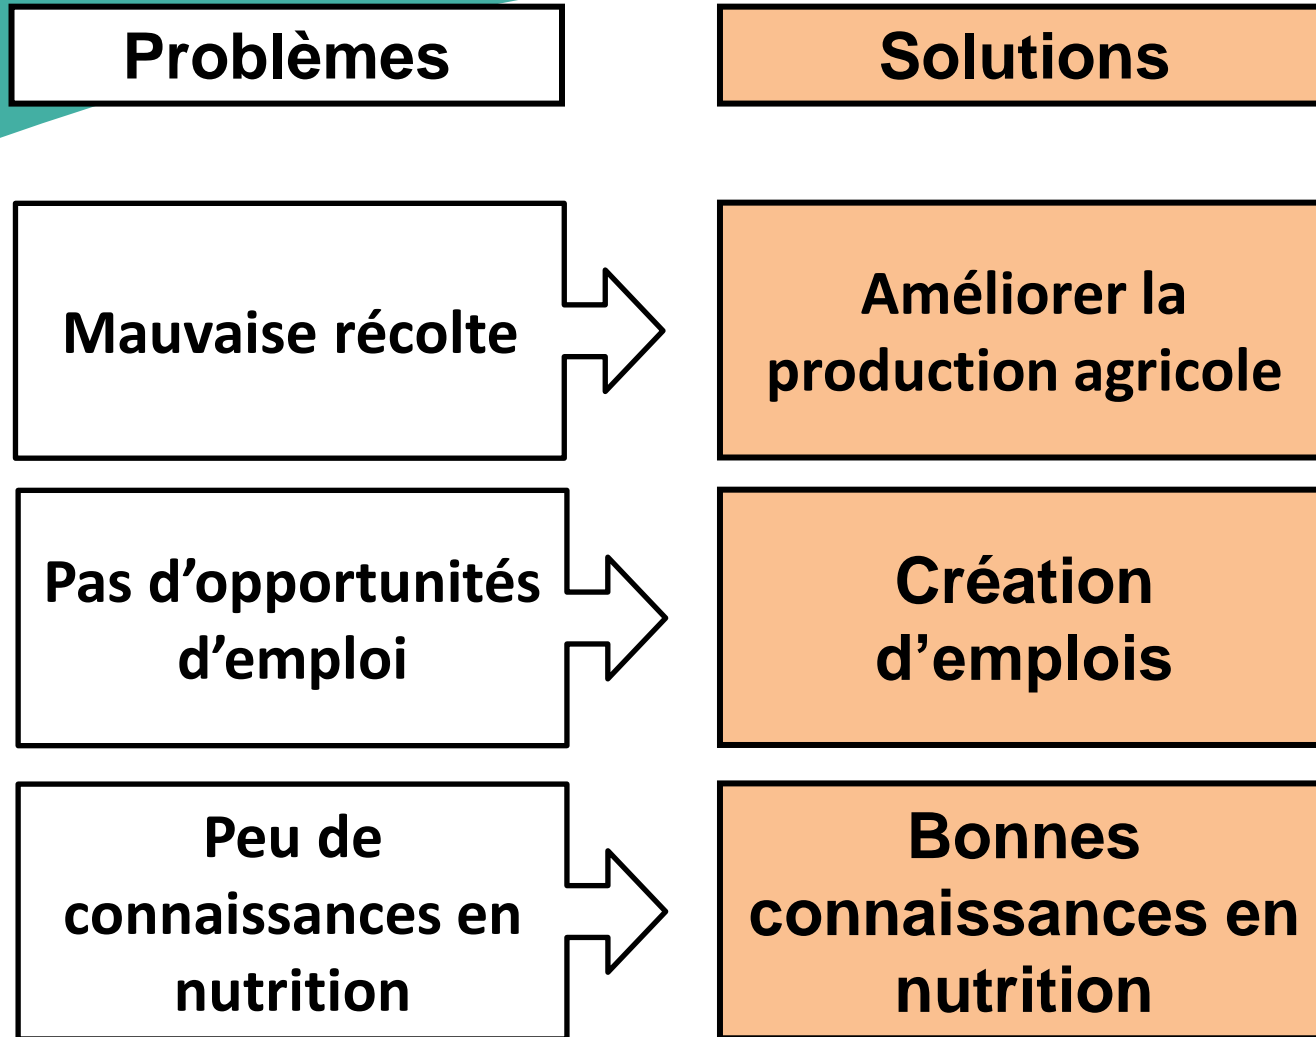 Problèmes
Solutions
Mauvaise récolte
Améliorer la
production agricole
Pas d’opportunités
d’emploi
Création
d’emplois
Peu de
connaissances en
nutrition
Bonnes
connaissances en
nutrition